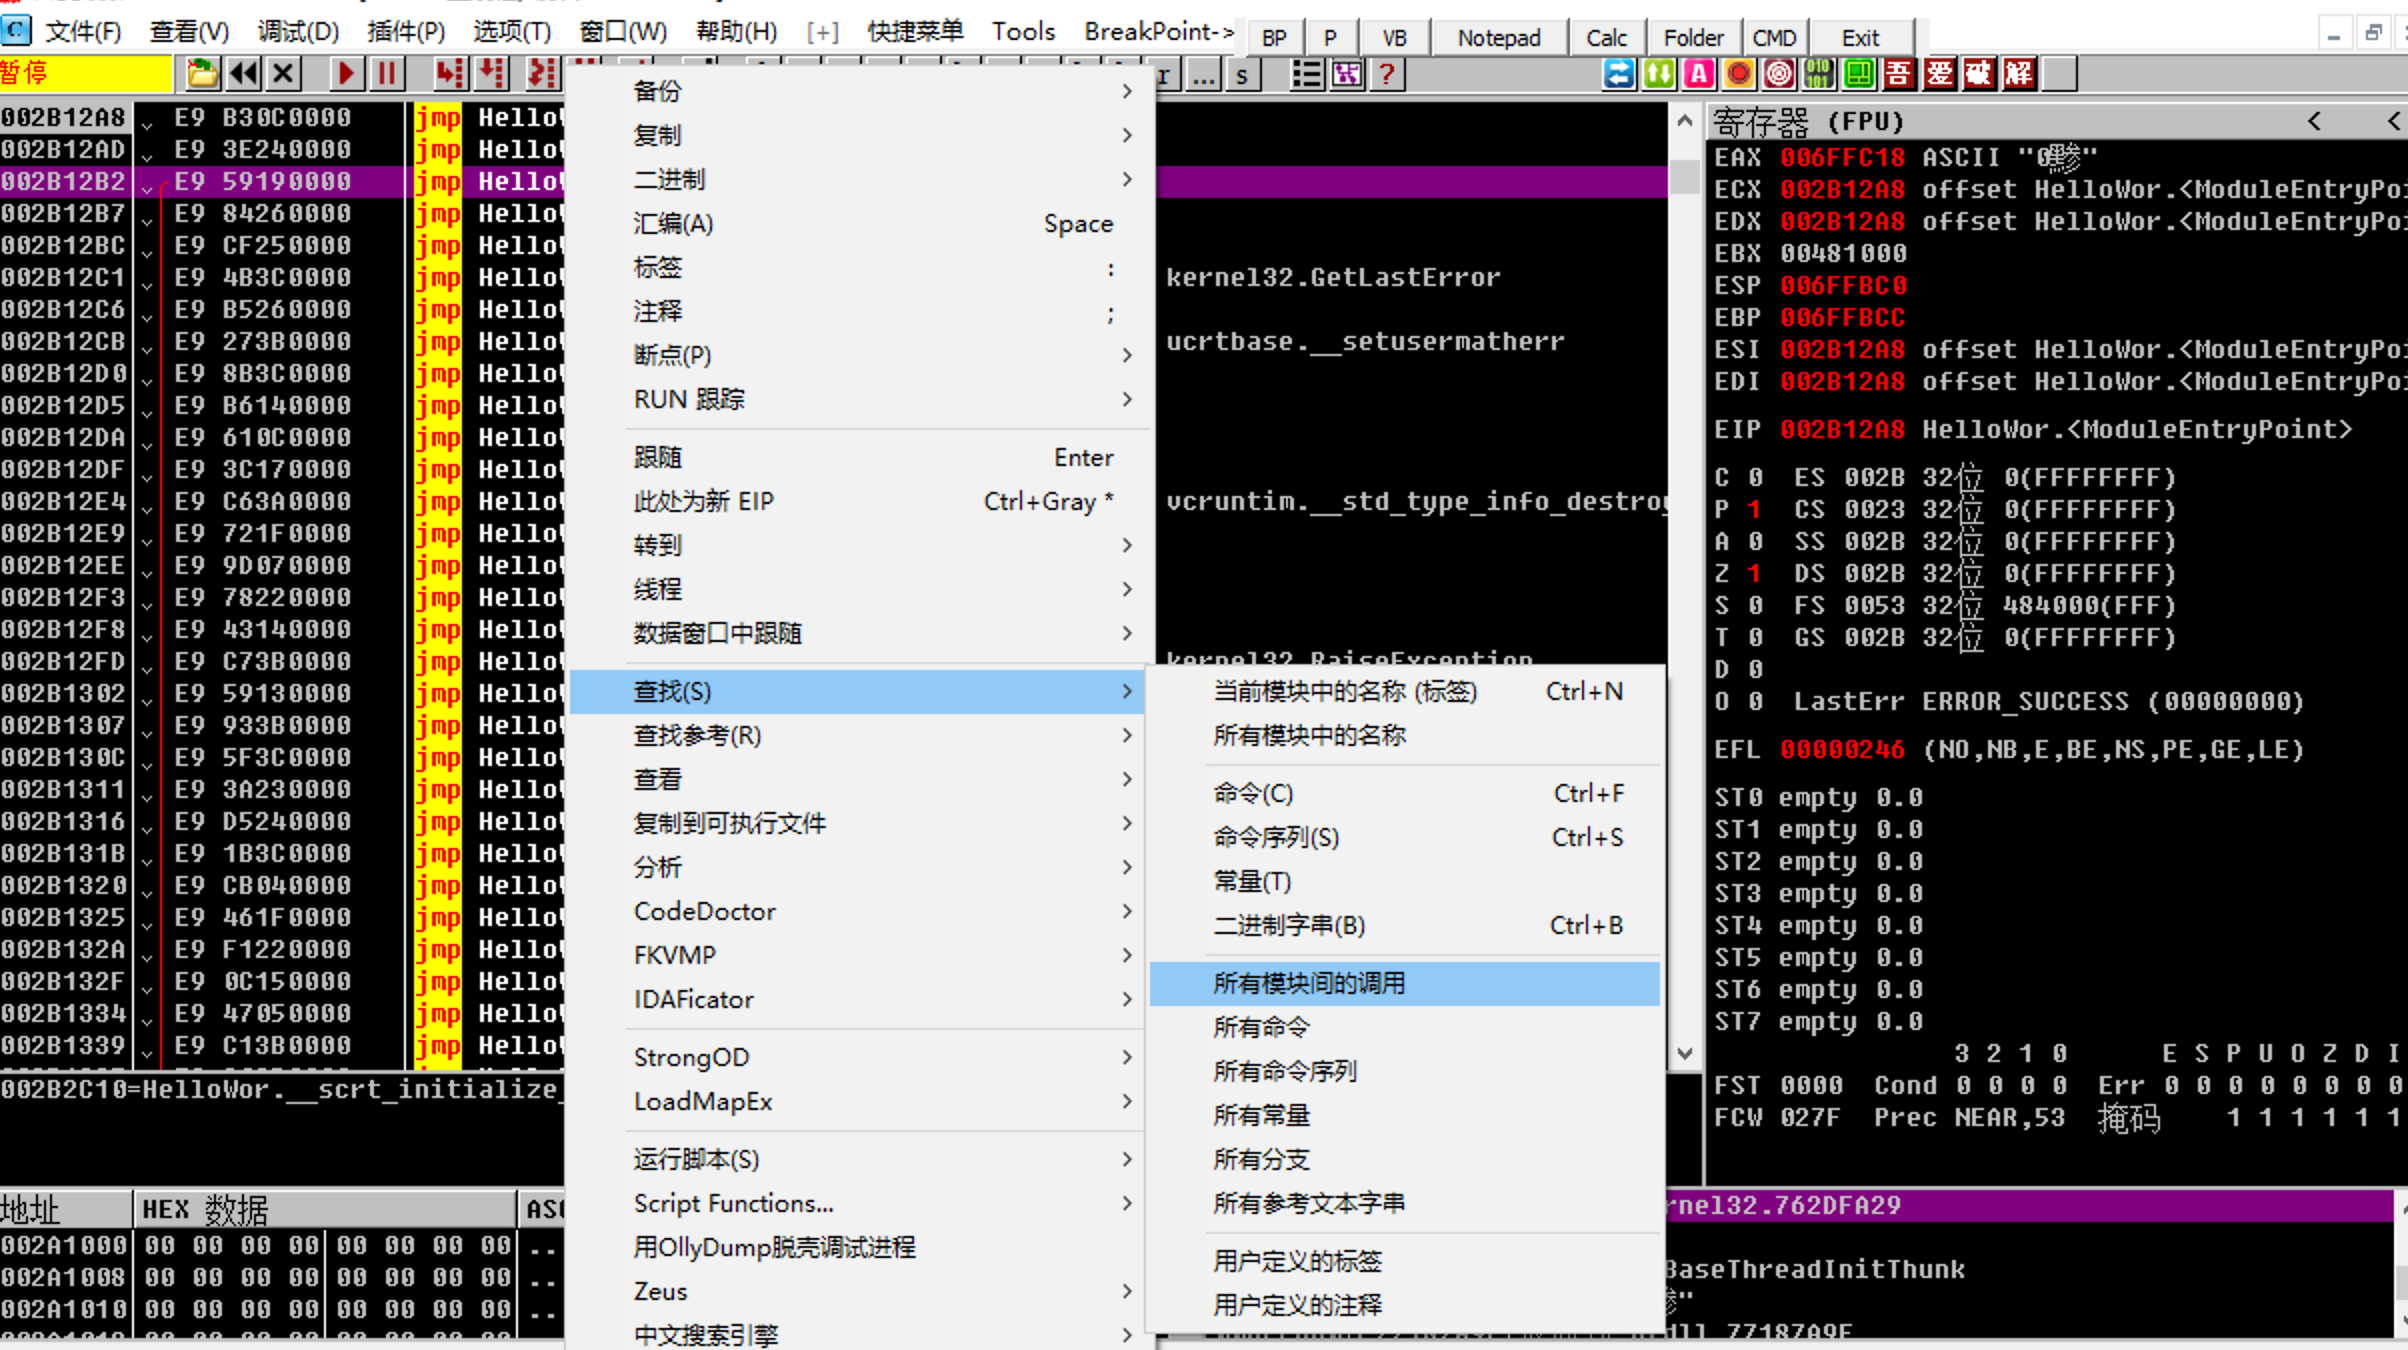 文件(F) 查看(V) 调试(D) 插件(P) 选项(T) 窗口(W) 帮助(H) [+] 快捷菜单 Tools BreakPoint-> BP P VB Notepad Calc Folder CMD Exit
暂停 r ... s ? 吾 爱 破 解
002B12A8 E9 B30C0000 jmp Hello
002B12AD E9 3E240000 jmp Hello
002B12B2 E9 59190000 jmp Hello
002B12B7 E9 84260000 jmp Hello
002B12BC E9 CF250000 jmp Hello
002B12C1 E9 4B3C0000 jmp Hello kernel32.GetLastError
002B12C6 E9 B5260000 jmp Hello
002B12CB E9 273B0000 jmp Hello ucrtbase.__setusermatherr
002B12D0 E9 8B3C0000 jmp Hello
002B12D5 E9 B6140000 jmp Hello
002B12DA E9 610C0000 jmp Hello
002B12DF E9 3C170000 jmp Hello
002B12E4 E9 C63A0000 jmp Hello vcruntim.__std_type_info_destroy
002B12E9 E9 721F0000 jmp Hello
002B12EE E9 9D070000 jmp Hello
002B12F3 E9 78220000 jmp Hello
002B12F8 E9 43140000 jmp Hello
002B12FD E9 C73B0000 jmp Hello kernel32.RaiseException
002B1302 E9 59130000 jmp Hello
002B1307 E9 933B0000 jmp Hello
002B130C E9 5F3C0000 jmp Hello
002B1311 E9 3A230000 jmp Hello
002B1316 E9 D5240000 jmp Hello
002B131B E9 1B3C0000 jmp Hello
002B1320 E9 CB040000 jmp Hello
002B1325 E9 461F0000 jmp Hello
002B132A E9 F1220000 jmp Hello
002B132F E9 0C150000 jmp Hello
002B1334 E9 47050000 jmp Hello
002B1339 E9 C13B0000 jmp Hello
002B2C10=HelloWor.__scrt_initialize_
备份
复制
二进制
汇编(A) Space
标签 :
注释 ;
断点(P)
RUN 跟踪
跟随 Enter
此处为新 EIP Ctrl+Gray *
转到
线程
数据窗口中跟随
查找(S)
查找参考(R)
查看
复制到可执行文件
分析
CodeDoctor
FKVMP
IDAFicator
StrongOD
LoadMapEx
运行脚本(S)
Script Functions...
用OllyDump脱壳调试进程
Zeus
中文搜索引擎
当前模块中的名称 (标签) Ctrl+N
所有模块中的名称
命令(C) Ctrl+F
命令序列(S) Ctrl+S
常量(T)
二进制字串(B) Ctrl+B
所有模块间的调用
所有命令
所有命令序列
所有常量
所有分支
所有参考文本字串
用户定义的标签
用户定义的注释
寄存器 (FPU) < <
EAX 006FFC18 ASCII "0黪"
ECX 002B12A8 offset HelloWor.<ModuleEntryPoi
EDX 002B12A8 offset HelloWor.<ModuleEntryPoi
EBX 00481000
ESP 006FFBC0
EBP 006FFBCC
ESI 002B12A8 offset HelloWor.<ModuleEntryPoi
EDI 002B12A8 offset HelloWor.<ModuleEntryPoi
EIP 002B12A8 HelloWor.<ModuleEntryPoint>
C 0 ES 002B 32位 0(FFFFFFFF)
P 1 CS 0023 32位 0(FFFFFFFF)
A 0 SS 002B 32位 0(FFFFFFFF)
Z 1 DS 002B 32位 0(FFFFFFFF)
S 0 FS 0053 32位 484000(FFF)
T 0 GS 002B 32位 0(FFFFFFFF)
D 0
O 0 LastErr ERROR_SUCCESS (00000000)
EFL 00000246 (NO,NB,E,BE,NS,PE,GE,LE)
ST0 empty 0.0
ST1 empty 0.0
ST2 empty 0.0
ST3 empty 0.0
ST4 empty 0.0
ST5 empty 0.0
ST6 empty 0.0
ST7 empty 0.0
3 2 1 0 E S P U O Z D I
FST 0000 Cond 0 0 0 0 Err 0 0 0 0 0 0 0 0
FCW 027F Prec NEAR,53 掩码 1 1 1 1 1 1
地址 HEX 数据 ASC
002A1000 00 00 00 00 00 00 00 00 ..
002A1008 00 00 00 00 00 00 00 00 ..
002A1010 00 00 00 00 00 00 00 00 ..
rnel32.762DFA29
BaseThreadInitThunk
黪"
dll 77187A9E